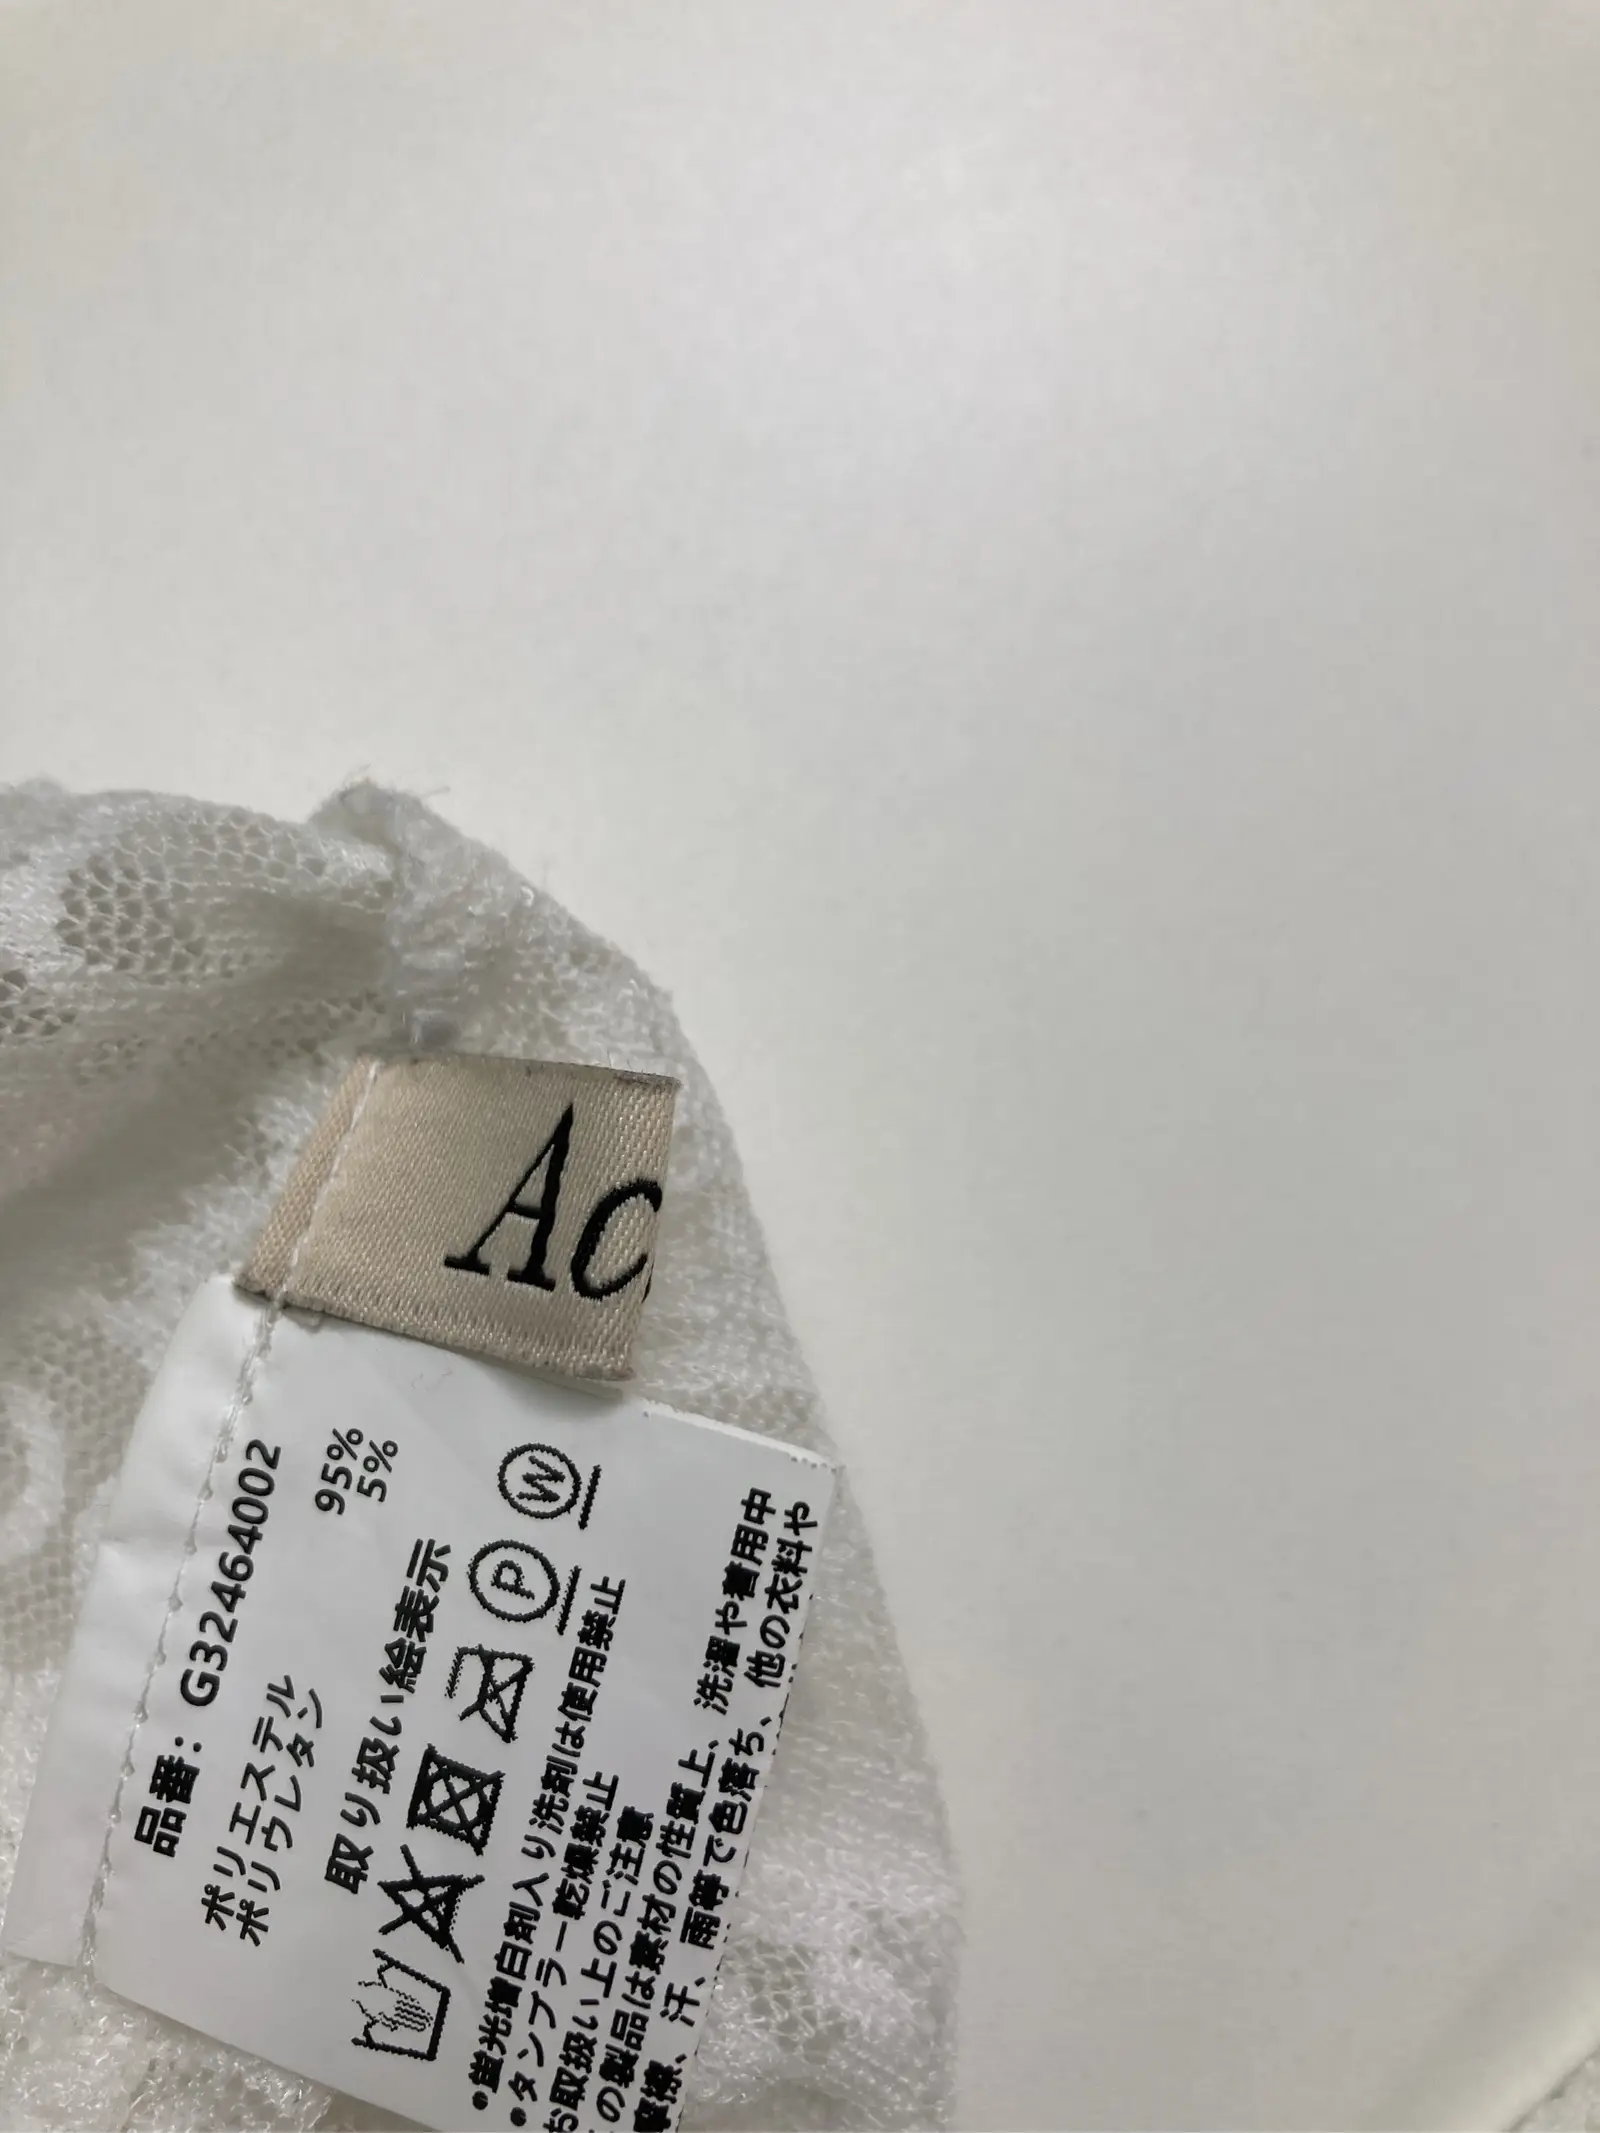 Ac
品番: G32464002
ポリエステル 95%
ポリウレタン 5%
取り扱い絵表示
P W
•蛍光増白剤入り洗剤は使用禁止
•タンブラー乾燥禁止
お取扱い上のご注意
の製品は素材の性質上、洗濯や着用中
摩擦、汗、雨等で色落ち、他の衣料や